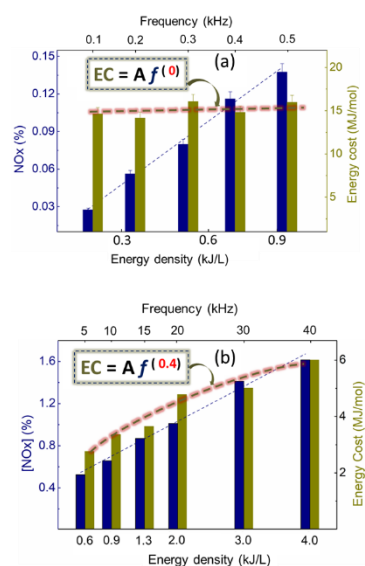 Frequency (kHz)
0.1 0.2 0.3 0.4 0.5
(a)
EC = A f(0)
0.15
0.12
0.09
0.06
0.03
NOx (%)
20
15
10
5
Energy cost (MJ/mol)
0.3 0.6 0.9
Energy density (kJ/L)
Frequency (kHz)
5 10 15 20 30 40
(b)
EC = A f(0.4)
1.6
1.2
0.8
0.4
[NOx] (%)
6
4
2
Energy Cost (MJ/mol)
0.6 0.9 1.3 2.0 3.0 4.0
Energy density (kJ/L)